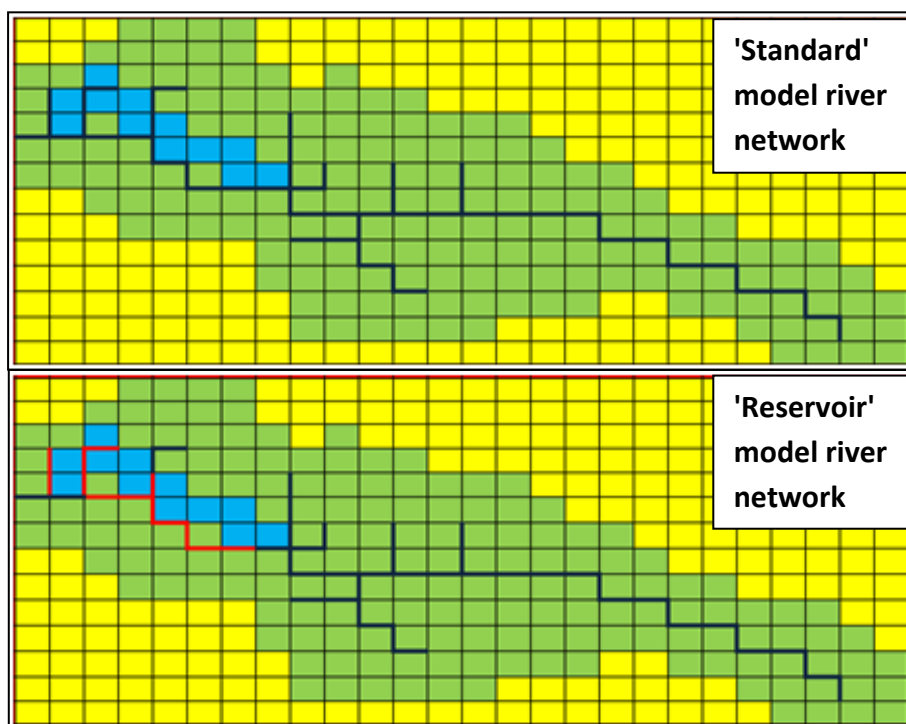 'Standard'
model river
network
'Reservoir'
model river
network